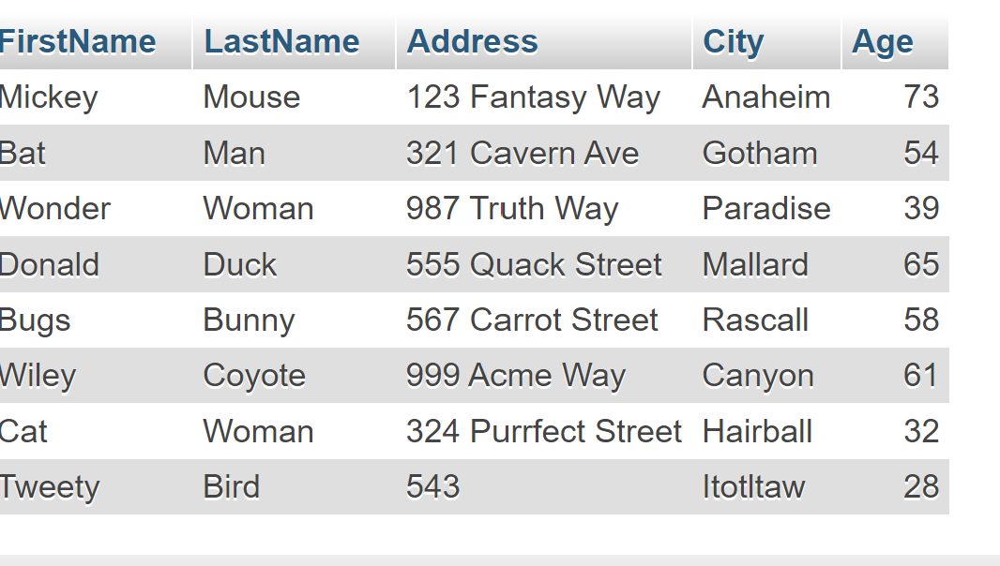 FirstName LastName Address City Age
Mickey Mouse 123 Fantasy Way Anaheim 73
Bat Man 321 Cavern Ave Gotham 54
Wonder Woman 987 Truth Way Paradise 39
Donald Duck 555 Quack Street Mallard 65
Bugs Bunny 567 Carrot Street Rascall 58
Wiley Coyote 999 Acme Way Canyon 61
Cat Woman 324 Purrfect Street Hairball 32
Tweety Bird 543 Itotltaw 28